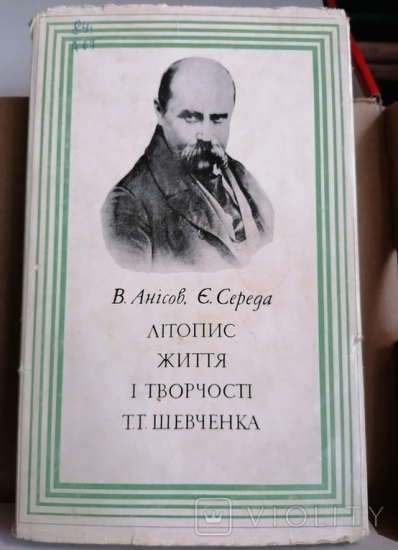 В. Анісов, Є. Середа
ЛІТОПИС
ЖИТТЯ
І ТВОРЧОСТІ
Т.Г. ШЕВЧЕНКА
VIOLITY